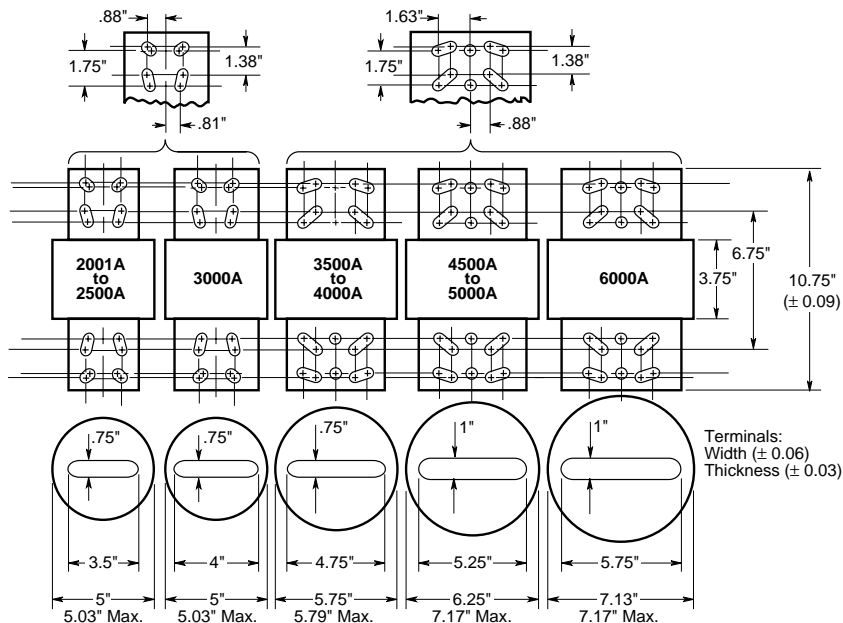 .88" 1.63"
1.75" 1.38" 1.75" 1.38"
.81" .88"
2001A
to
2500A
3000A
3500A
to
4000A
4500A
to
5000A
6000A
3.75"
6.75"
10.75"
(± 0.09)
.75" .75" .75" 1" 1"
Terminals:
Width (± 0.06)
Thickness (± 0.03)
3.5" 4" 4.75" 5.25" 5.75"
5" 5" 5.75" 6.25" 7.13"
5.03" Max. 5.03" Max. 5.79" Max. 7.17" Max. 7.17" Max.